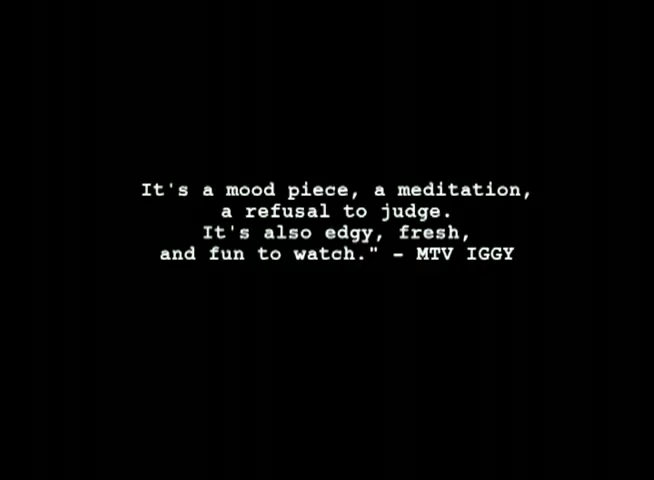 It's a mood piece, a meditation,
a refusal to judge.
It's also edgy, fresh,
and fun to watch." - MTV IGGY